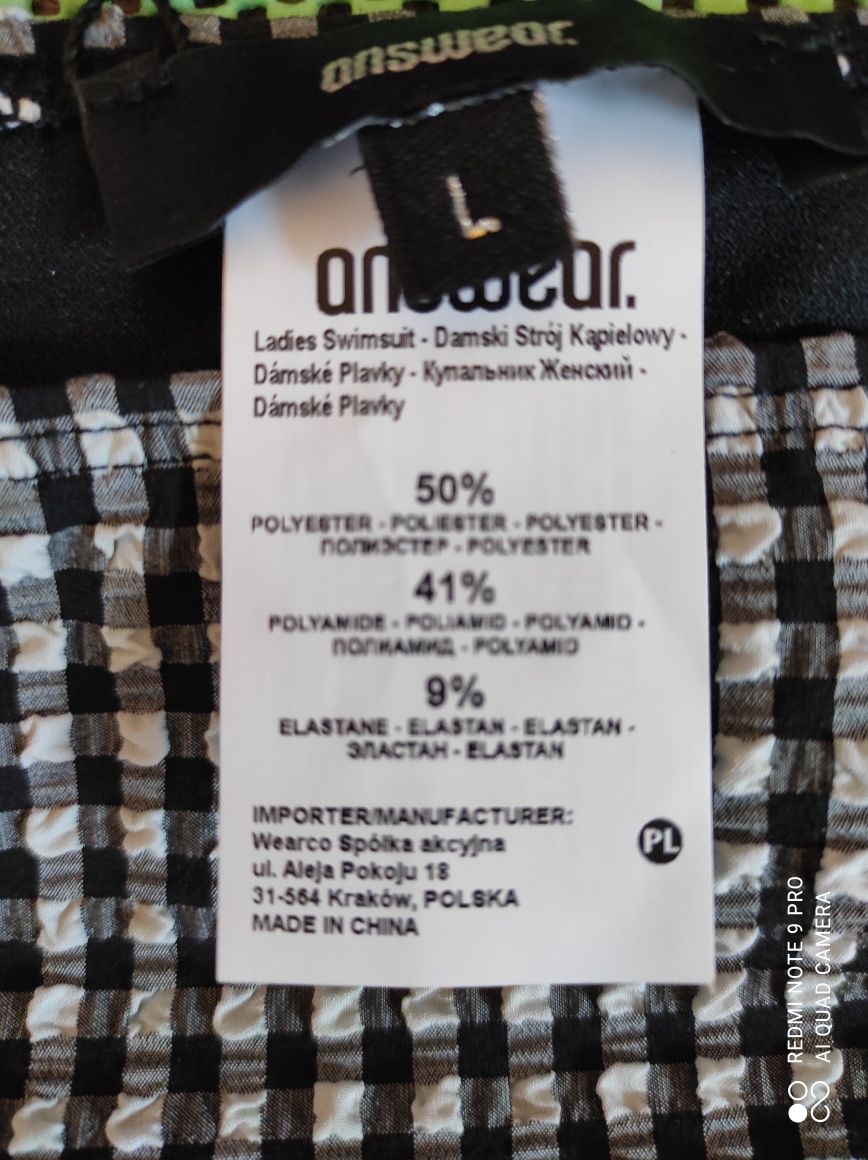 answear.
L
answear.
Ladies Swimsuit - Damski Strój Kąpielowy -
Dámské Plavky - Купальник Женский -
Dámské Plavky
50%
POLYESTER - POLIESTER - POLYESTER -
ПОЛИЭСТЕР - POLYESTER
41%
POLYAMIDE - POLIAMID - POLYAMID -
ПОЛИАМИД - POLYAMID
9%
ELASTANE - ELASTAN - ELASTAN -
ЭЛАСТАН - ELASTAN
IMPORTER/MANUFACTURER:
Wearco Spółka akcyjna
ul. Aleja Pokoju 18
31-564 Kraków, POLSKA
MADE IN CHINA
PL
REDMI NOTE 9 PRO
AI QUAD CAMERA